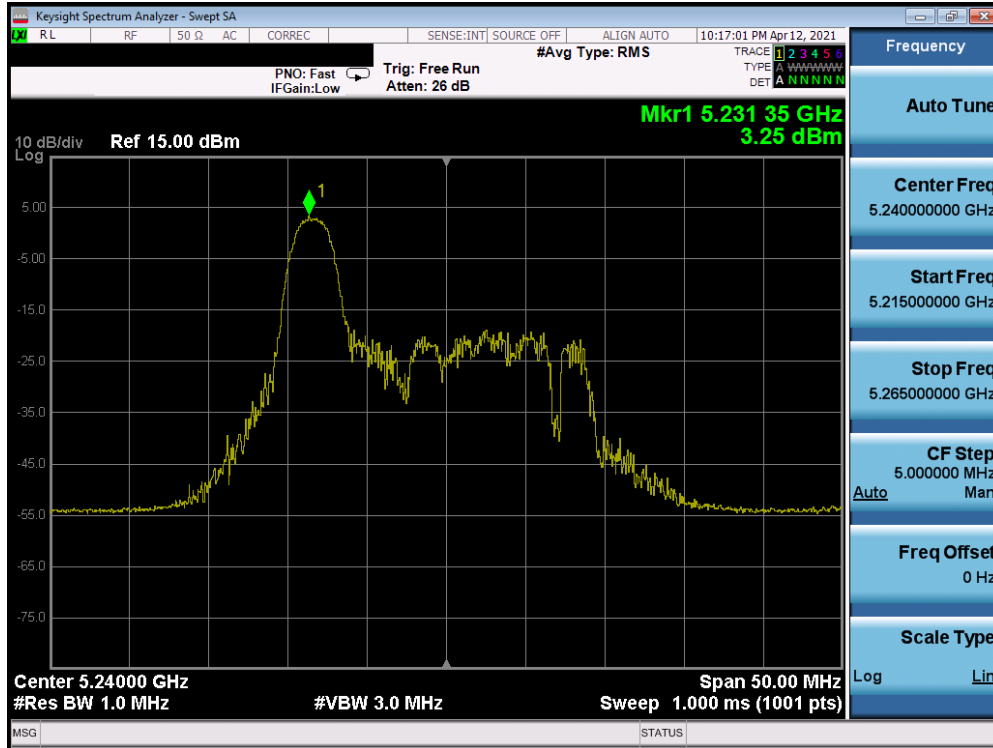 Keysight Spectrum Analyzer - Swept SA
LXI RL RF 50 Ω AC CORREC SENSE:INT SOURCE OFF ALIGN AUTO 10:17:01 PM Apr 12, 2021
PNO: Fast
IFGain:Low
Trig: Free Run
Atten: 26 dB
#Avg Type: RMS
TRACE 1 2 3 4 5 6
TYPE A WWWWW
DET A N N N N N
Mkr1 5.231 35 GHz
3.25 dBm
10 dB/div Ref 15.00 dBm
Log
1
5.00
-5.00
-15.0
-25.0
-35.0
-45.0
-55.0
-65.0
-75.0
Center 5.24000 GHz Span 50.00 MHz
#Res BW 1.0 MHz #VBW 3.0 MHz Sweep 1.000 ms (1001 pts)
MSG STATUS
Frequency
Auto Tune
Center Freq
5.240000000 GHz
Start Freq
5.215000000 GHz
Stop Freq
5.265000000 GHz
CF Step
5.000000 MHz
Auto Man
Freq Offset
0 Hz
Scale Type
Log Lin